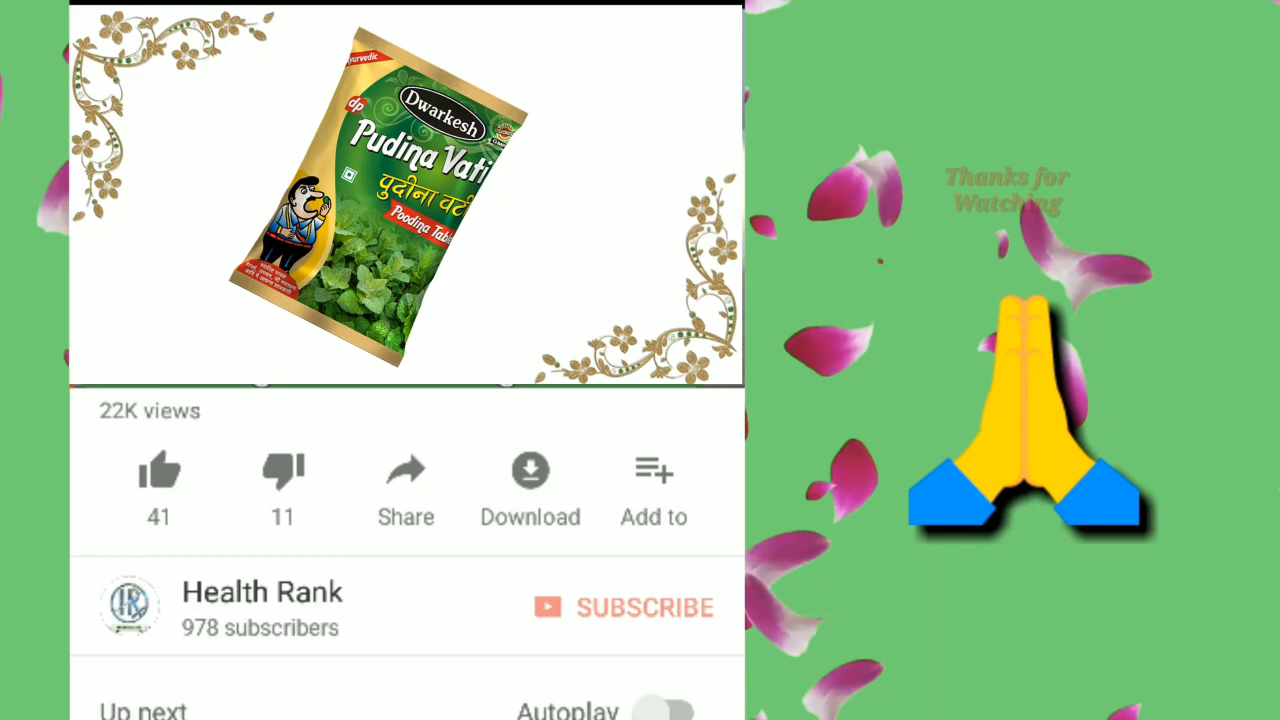 yurvedic
dp
Dwarkesh
Pudina Vati
पुदीना वटी
Poodina Tab
22K views
41
11
Share
Download
Add to
Health Rank
978 subscribers
SUBSCRIBE
Up next
Autoplay
Thanks for
Watching